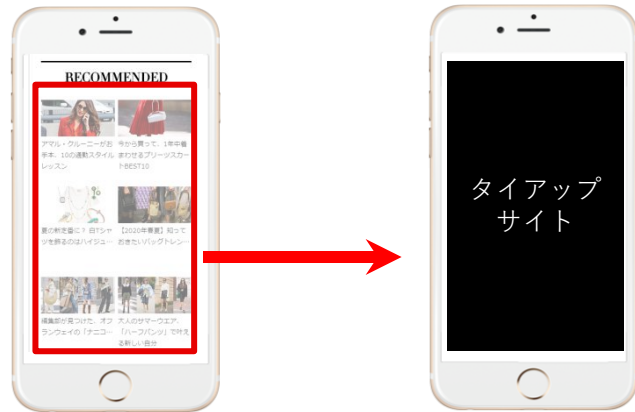 RECOMMENDED
アマル・クルーニーがお
手本、10の通勤スタイル
レッスン
今から買って、1年中着
まわせるプリーツスカー
トBEST10
夏の新定番に? 白Tシャ
ツを飾るのはハイジュ…
【2020年春夏】知って
おきたいバッグトレン…
編集部が見つけた、オフ
ランウェイの「ナニコ…
大人のサマーウエア、
「ハーフパンツ」で叶え
る新しい自分
タイアップ
サイト